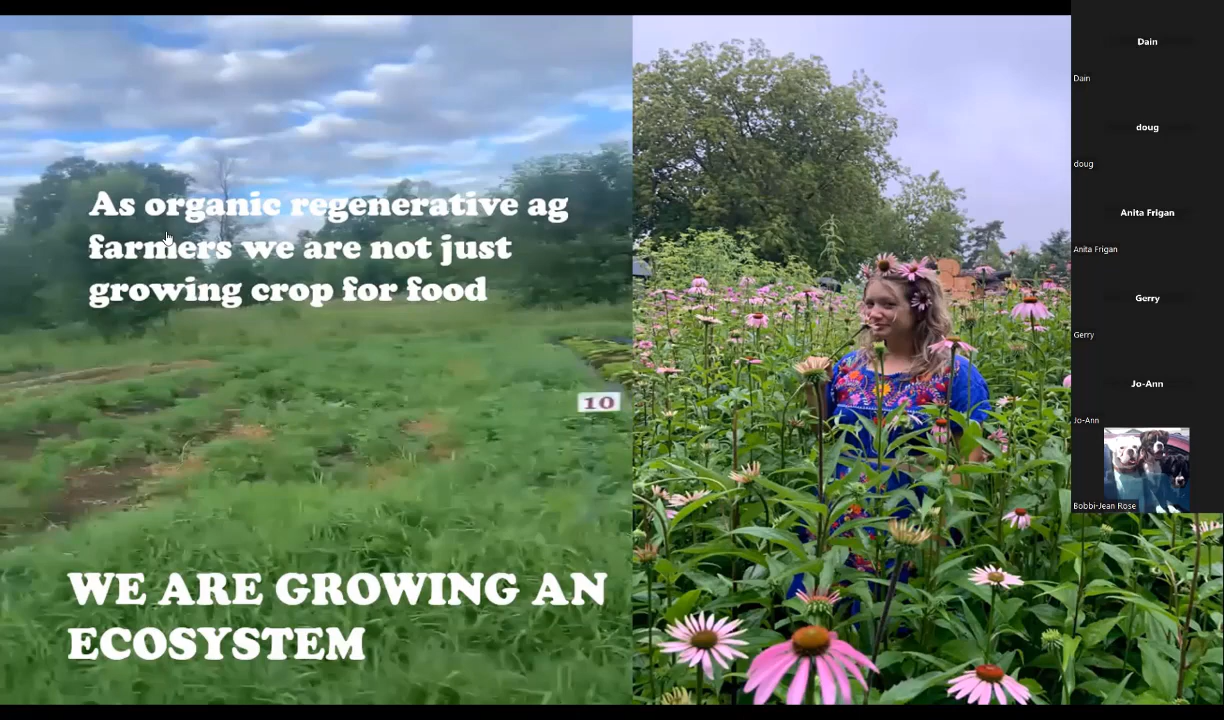 As organic regenerative ag
farmers we are not just
growing crop for food
10
WE ARE GROWING AN
ECOSYSTEM
Dain
Dain
doug
doug
Anita Frigan
Anita Frigan
Gerry
Gerry
Jo-Ann
Jo-Ann
Bobbi-Jean Rose